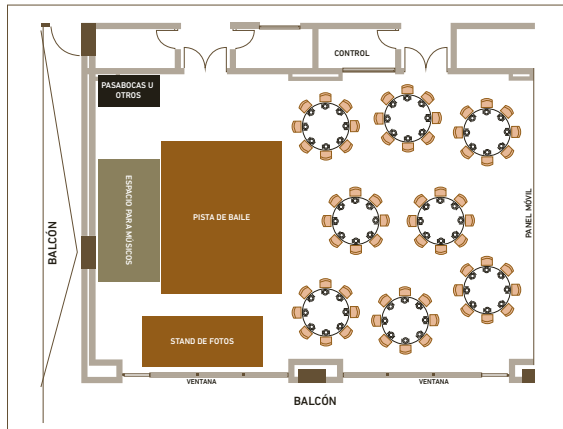 CONTROL
PASABOCAS U
OTROS
ESPACIO PARA MÚSICOS
PISTA DE BAILE
PANEL MÓVIL
BALCÓN
STAND DE FOTOS
VENTANA
VENTANA
BALCÓN